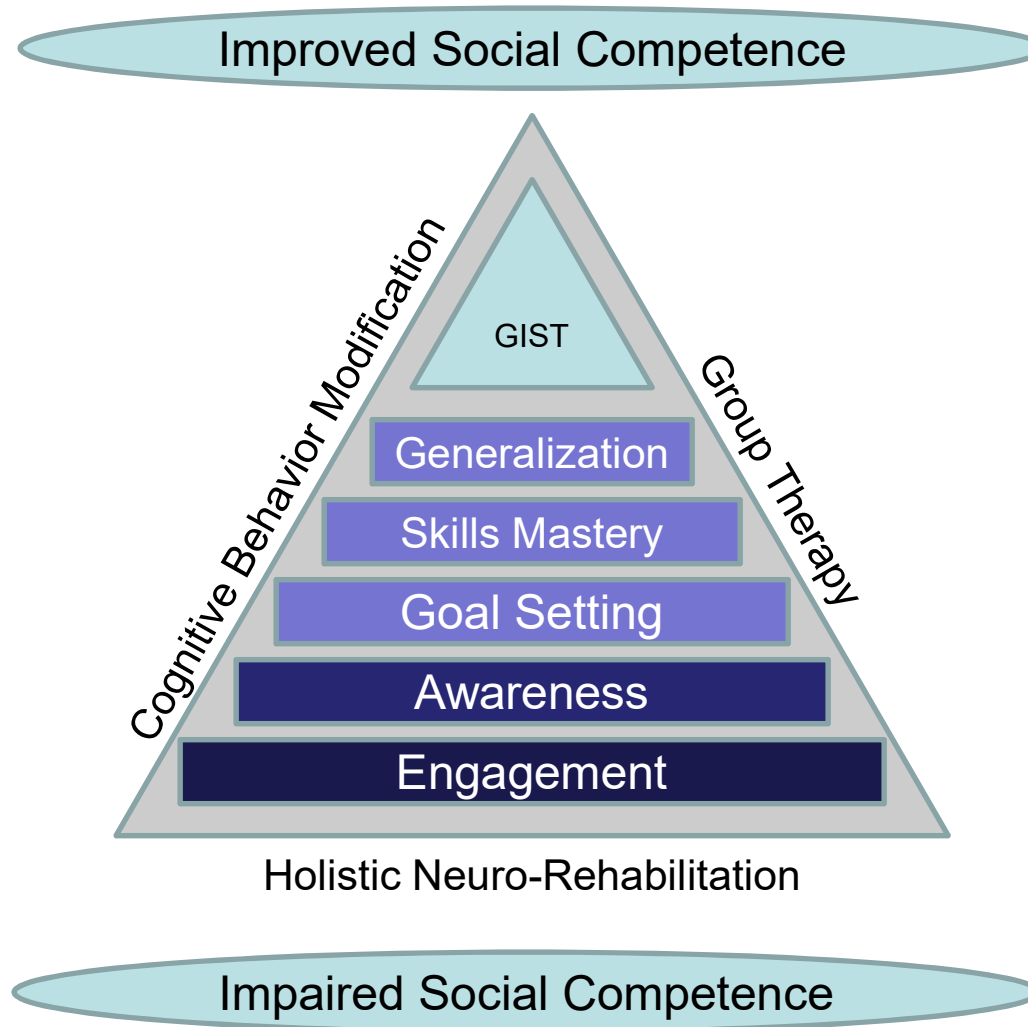 Improved Social Competence
Cognitive Behavior Modification
Group Therapy
GIST
Generalization
Skills Mastery
Goal Setting
Awareness
Engagement
Holistic Neuro-Rehabilitation
Impaired Social Competence